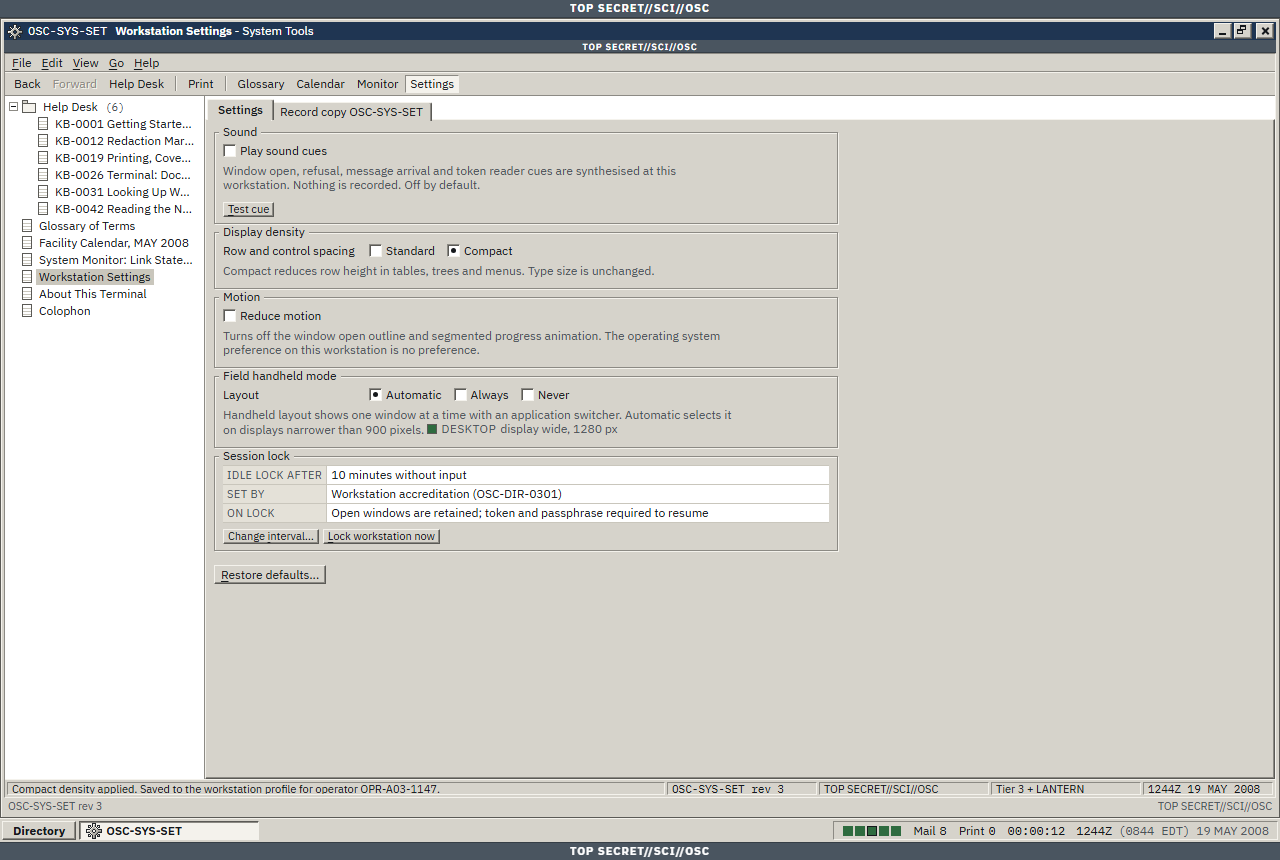 TOP SECRET//SCI//OSC
OSC-SYS-SET Workstation Settings - System Tools
TOP SECRET//SCI//OSC
File Edit View Go Help
Back Forward Help Desk Print Glossary Calendar Monitor Settings
Help Desk (6)
KB-0001 Getting Starte...
KB-0012 Redaction Mar...
KB-0019 Printing, Cove...
KB-0026 Terminal: Doc...
KB-0031 Looking Up W...
KB-0042 Reading the N...
Glossary of Terms
Facility Calendar, MAY 2008
System Monitor: Link State...
Workstation Settings
About This Terminal
Colophon
Settings Record copy OSC-SYS-SET
Sound
Play sound cues
Window open, refusal, message arrival and token reader cues are synthesised at this
workstation. Nothing is recorded. Off by default.
Test cue
Display density
Row and control spacing Standard Compact
Compact reduces row height in tables, trees and menus. Type size is unchanged.
Motion
Reduce motion
Turns off the window open outline and segmented progress animation. The operating system
preference on this workstation is no preference.
Field handheld mode
Layout Automatic Always Never
Handheld layout shows one window at a time with an application switcher. Automatic selects it
on displays narrower than 900 pixels. DESKTOP display wide, 1280 px
Session lock
IDLE LOCK AFTER 10 minutes without input
SET BY Workstation accreditation (OSC-DIR-0301)
ON LOCK Open windows are retained; token and passphrase required to resume
Change interval... Lock workstation now
Restore defaults...
Compact density applied. Saved to the workstation profile for operator OPR-A03-1147. OSC-SYS-SET rev 3 TOP SECRET//SCI//OSC Tier 3 + LANTERN 1244Z 19 MAY 2008
OSC-SYS-SET rev 3 TOP SECRET//SCI//OSC
Directory OSC-SYS-SET Mail 8 Print 0 00:00:12 1244Z (0844 EDT) 19 MAY 2008
TOP SECRET//SCI//OSC